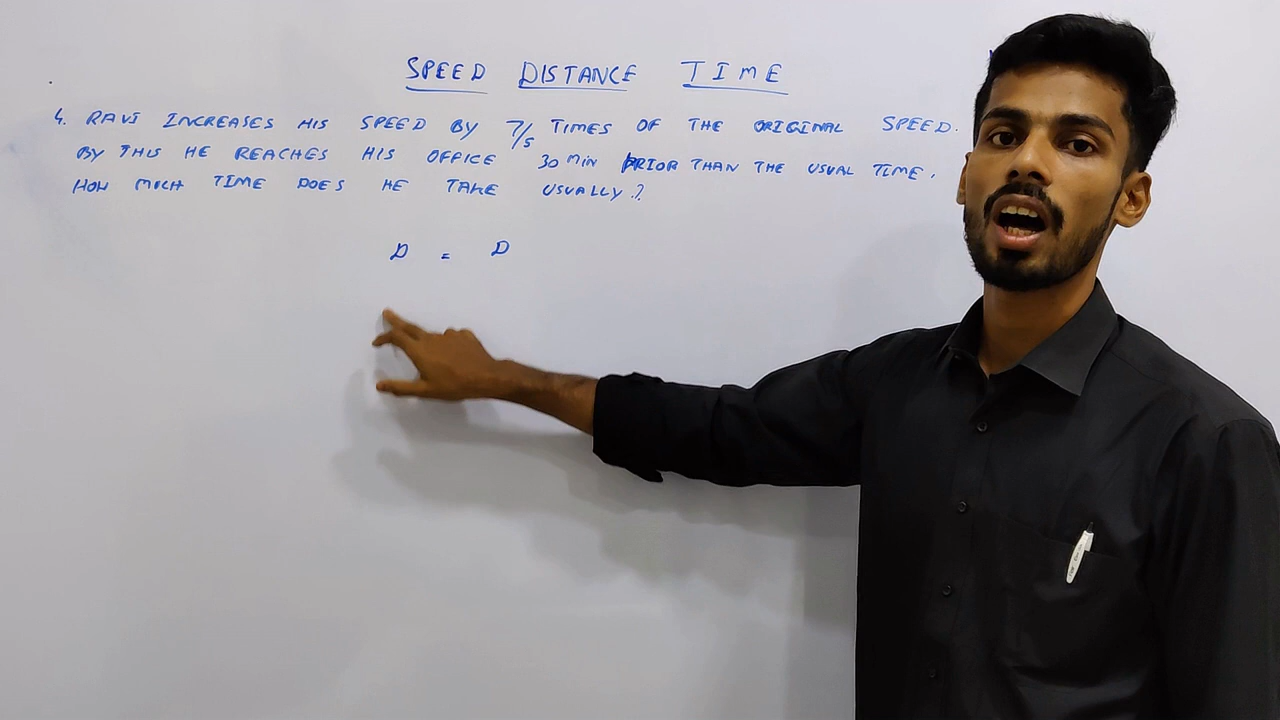 SPEED DISTANCE TIME
4. RAVI INCREASES HIS SPEED BY 7/5 TIMES OF THE ORIGINAL SPEED.
BY THIS HE REACHES HIS OFFICE 30 MIN PRIOR THAN THE USUAL TIME.
HOW MUCH TIME DOES HE TAKE USUALLY?
D = D